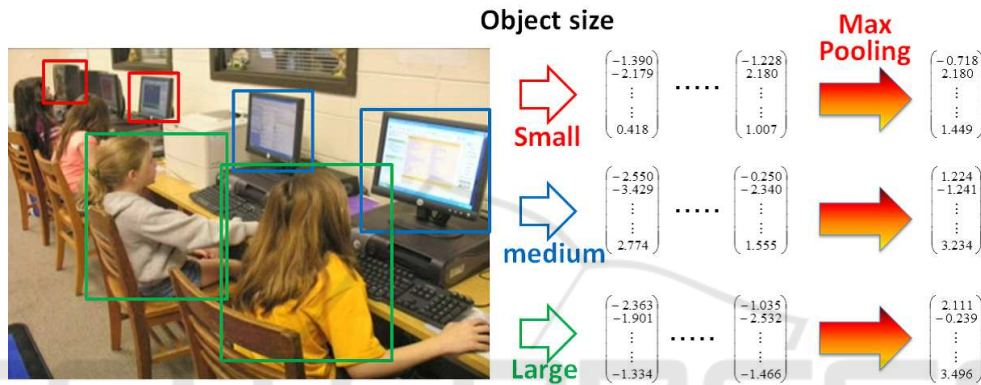 Object size
Max
Pooling
Small
-1.390 ..... -1.228 -0.718
-2.179 2.180 2.180
⋮ ⋮ ⋮
0.418 1.007 1.449
medium
-2.550 ..... -0.250 1.224
-3.429 -2.340 -1.241
⋮ ⋮ ⋮
2.774 1.555 3.234
Large
-2.363 ..... -1.035 2.111
-1.901 -2.532 -0.239
⋮ ⋮ ⋮
-1.334 -1.466 3.496